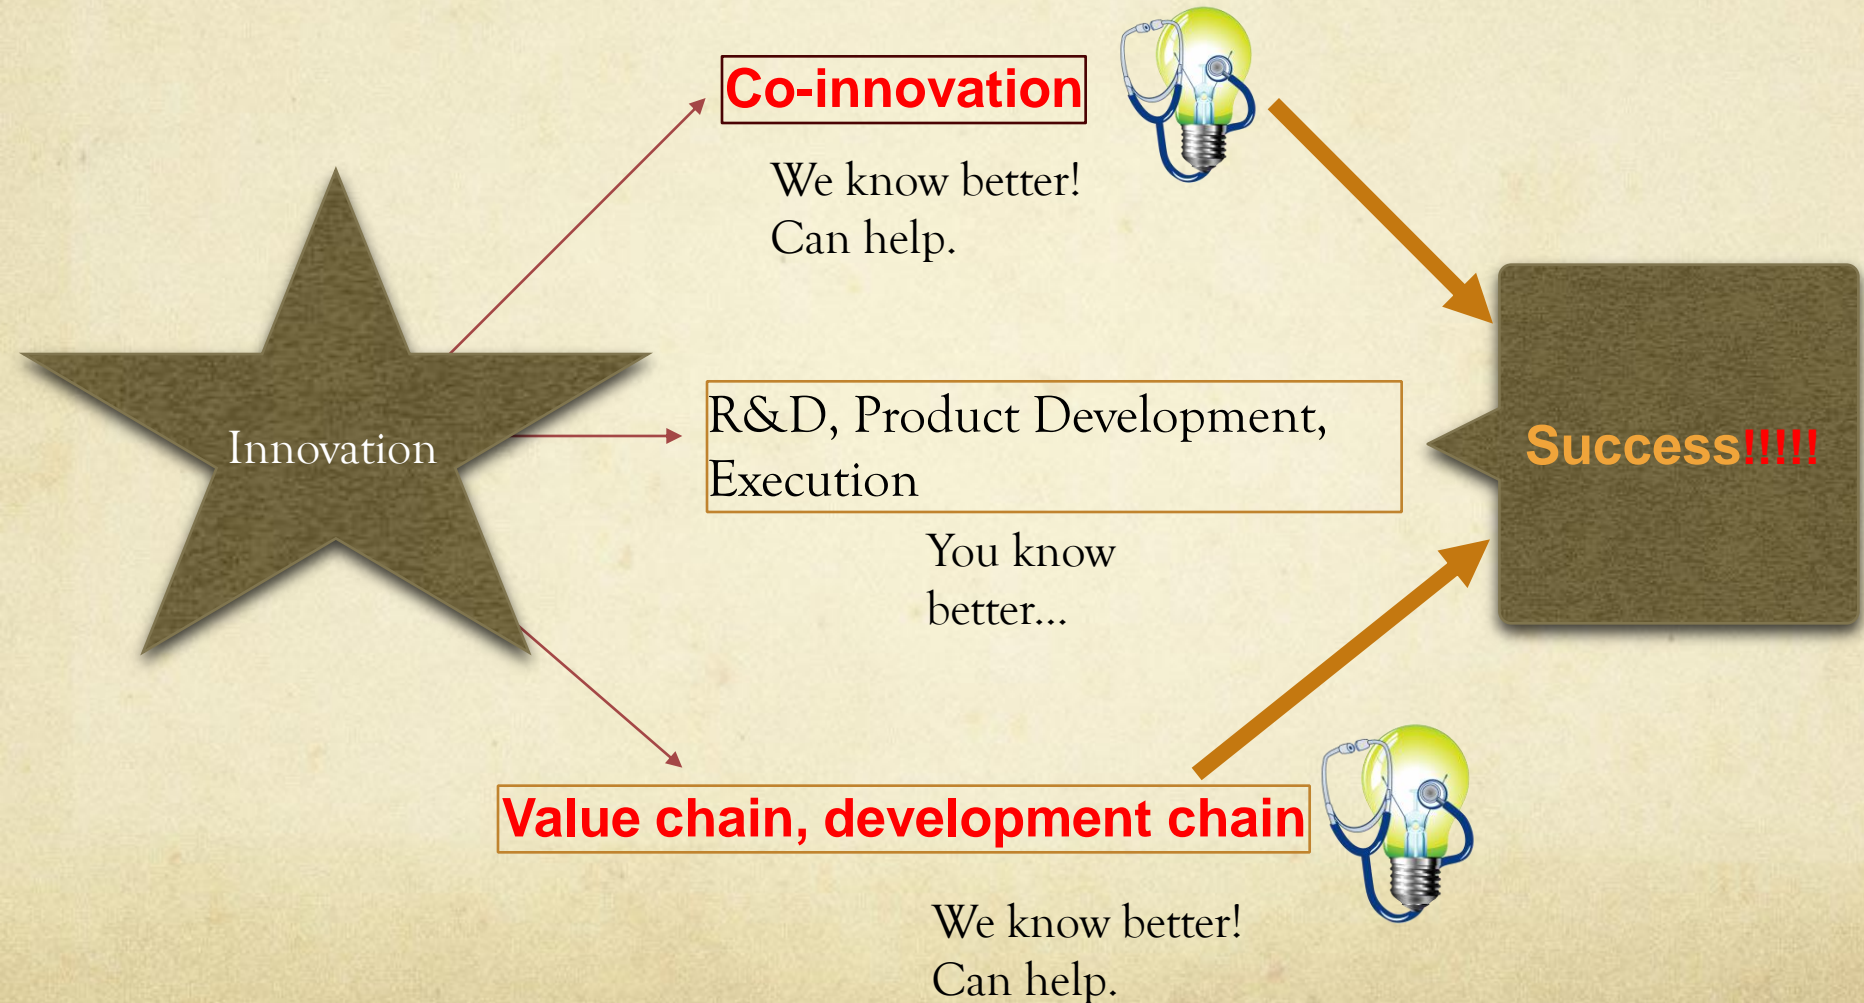 Co-innovation
We know better!
Can help.
Innovation
R&D, Product Development,
Execution
You know
better...
Success!!!!!
Value chain, development chain
We know better!
Can help.